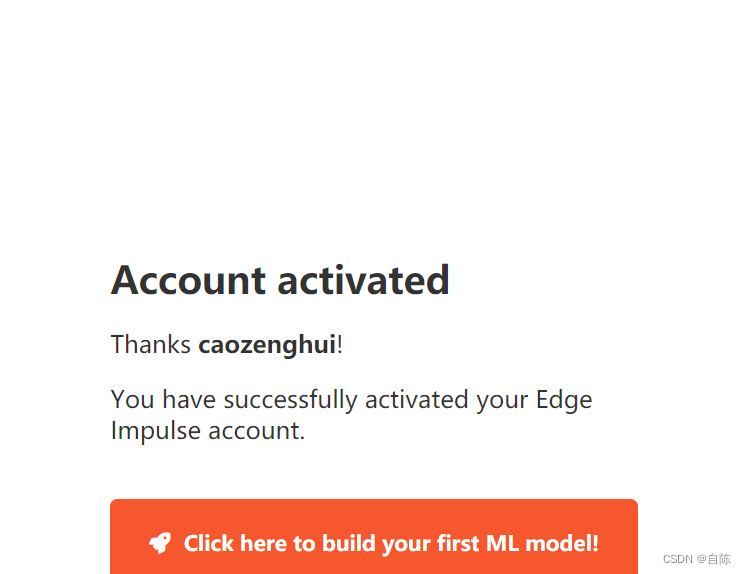 Account activated
Thanks caozenghui!
You have successfully activated your Edge
Impulse account.
Click here to build your first ML model!
CSDN @自陈